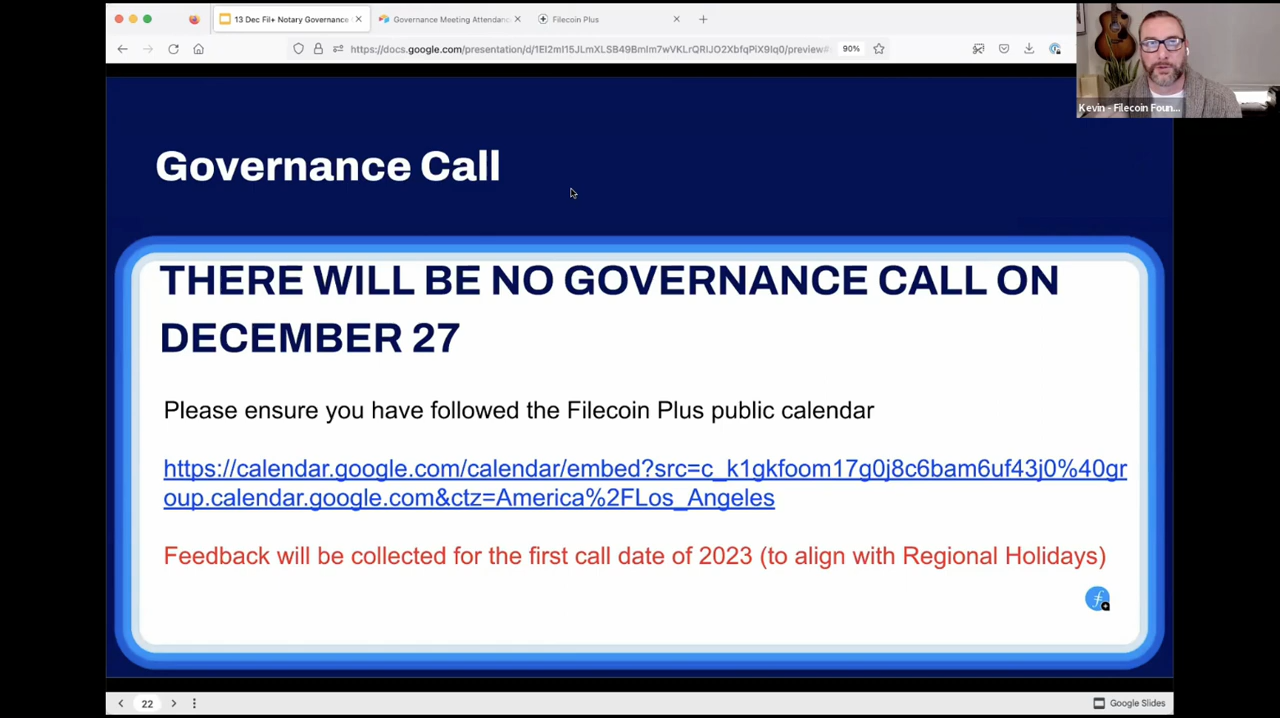 13 Dec Fil+ Notary Governance
Governance Meeting Attendanc
Filecoin Plus
90%
Kevin - Filecoin Foun...
Governance Call
THERE WILL BE NO GOVERNANCE CALL ON
DECEMBER 27
Please ensure you have followed the Filecoin Plus public calendar
https://calendar.google.com/calendar/embed?src=c_k1gkfoom17g0j8c6bam6uf43j0%40gr
oup.calendar.google.com&ctz=America%2FLos_Angeles
Feedback will be collected for the first call date of 2023 (to align with Regional Holidays)
22
Google Slides